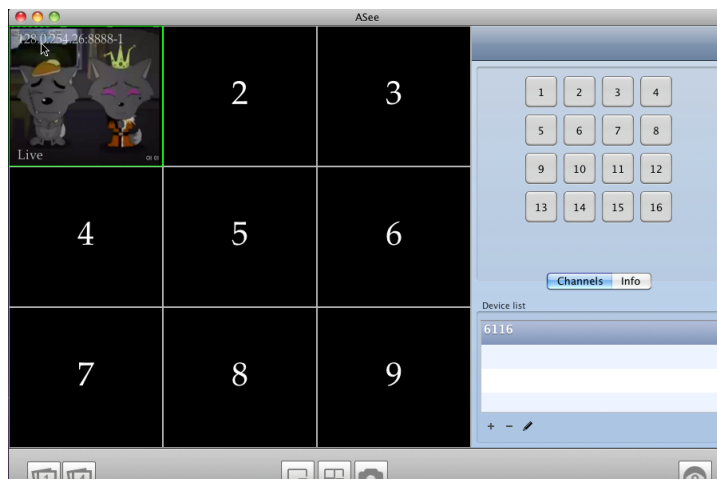 ASee
128.0.254.26:8888-1
Live
2
3
4
5
6
7
8
9
1 2 3 4
5 6 7 8
9 10 11 12
13 14 15 16
Channels Info
Device list
6116
+ -